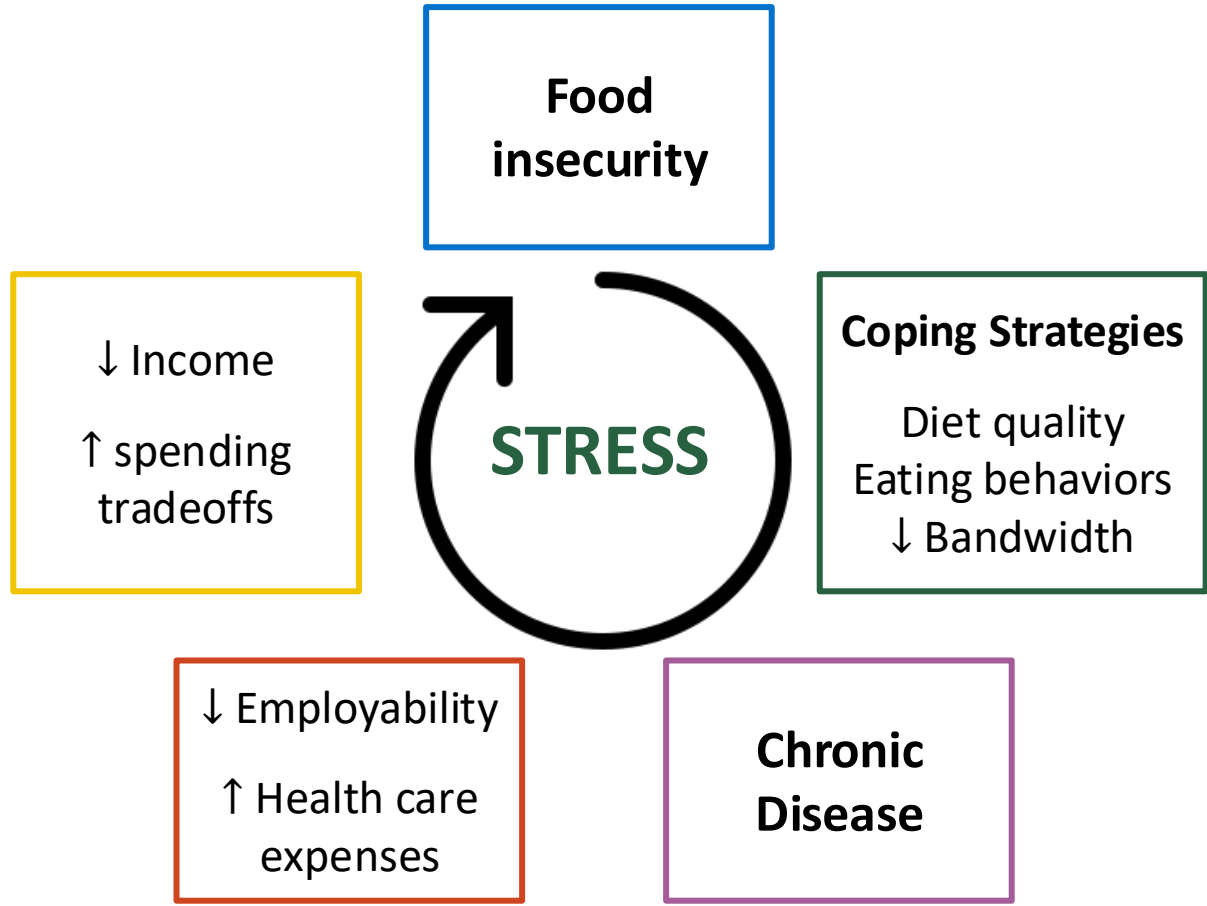 Food
insecurity
Coping Strategies
Diet quality
Eating behaviors
↓ Bandwidth
Chronic
Disease
↓ Employability
↑ Health care
expenses
↓ Income
↑ spending
tradeoffs
STRESS